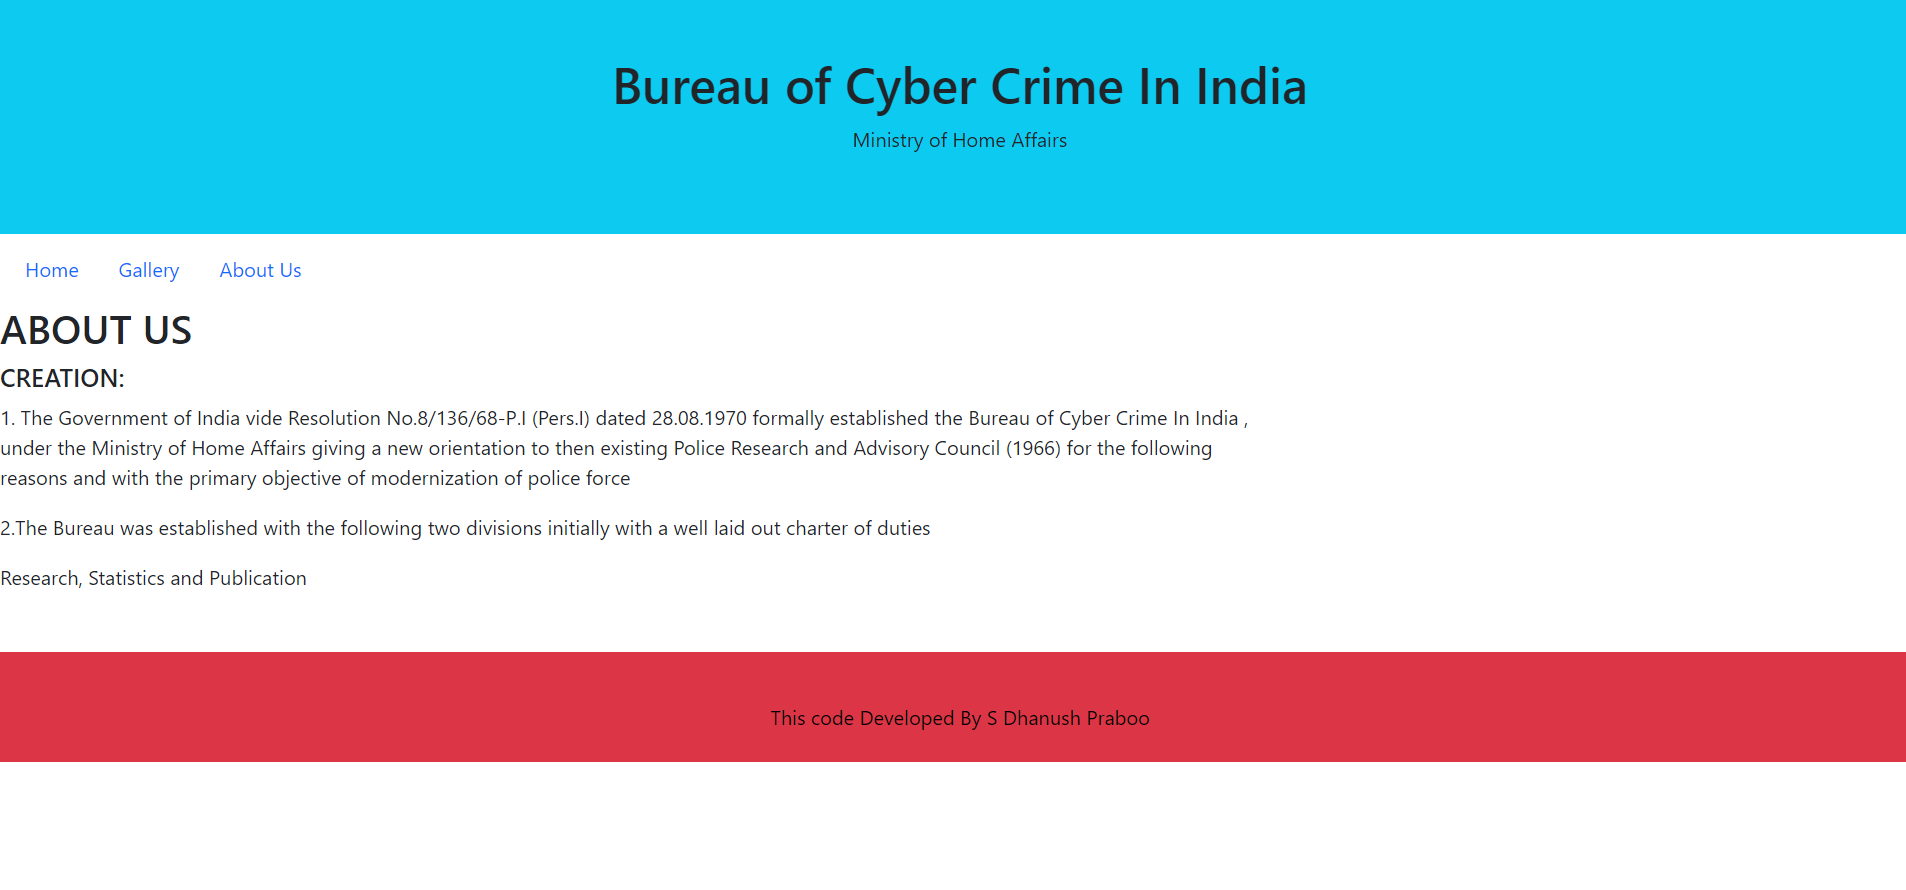 Bureau of Cyber Crime In India
Ministry of Home Affairs
Home Gallery About Us
ABOUT US
CREATION:
1. The Government of India vide Resolution No.8/136/68-P.I (Pers.I) dated 28.08.1970 formally established the Bureau of Cyber Crime In India ,
under the Ministry of Home Affairs giving a new orientation to then existing Police Research and Advisory Council (1966) for the following
reasons and with the primary objective of modernization of police force
2.The Bureau was established with the following two divisions initially with a well laid out charter of duties
Research, Statistics and Publication
This code Developed By S Dhanush Praboo